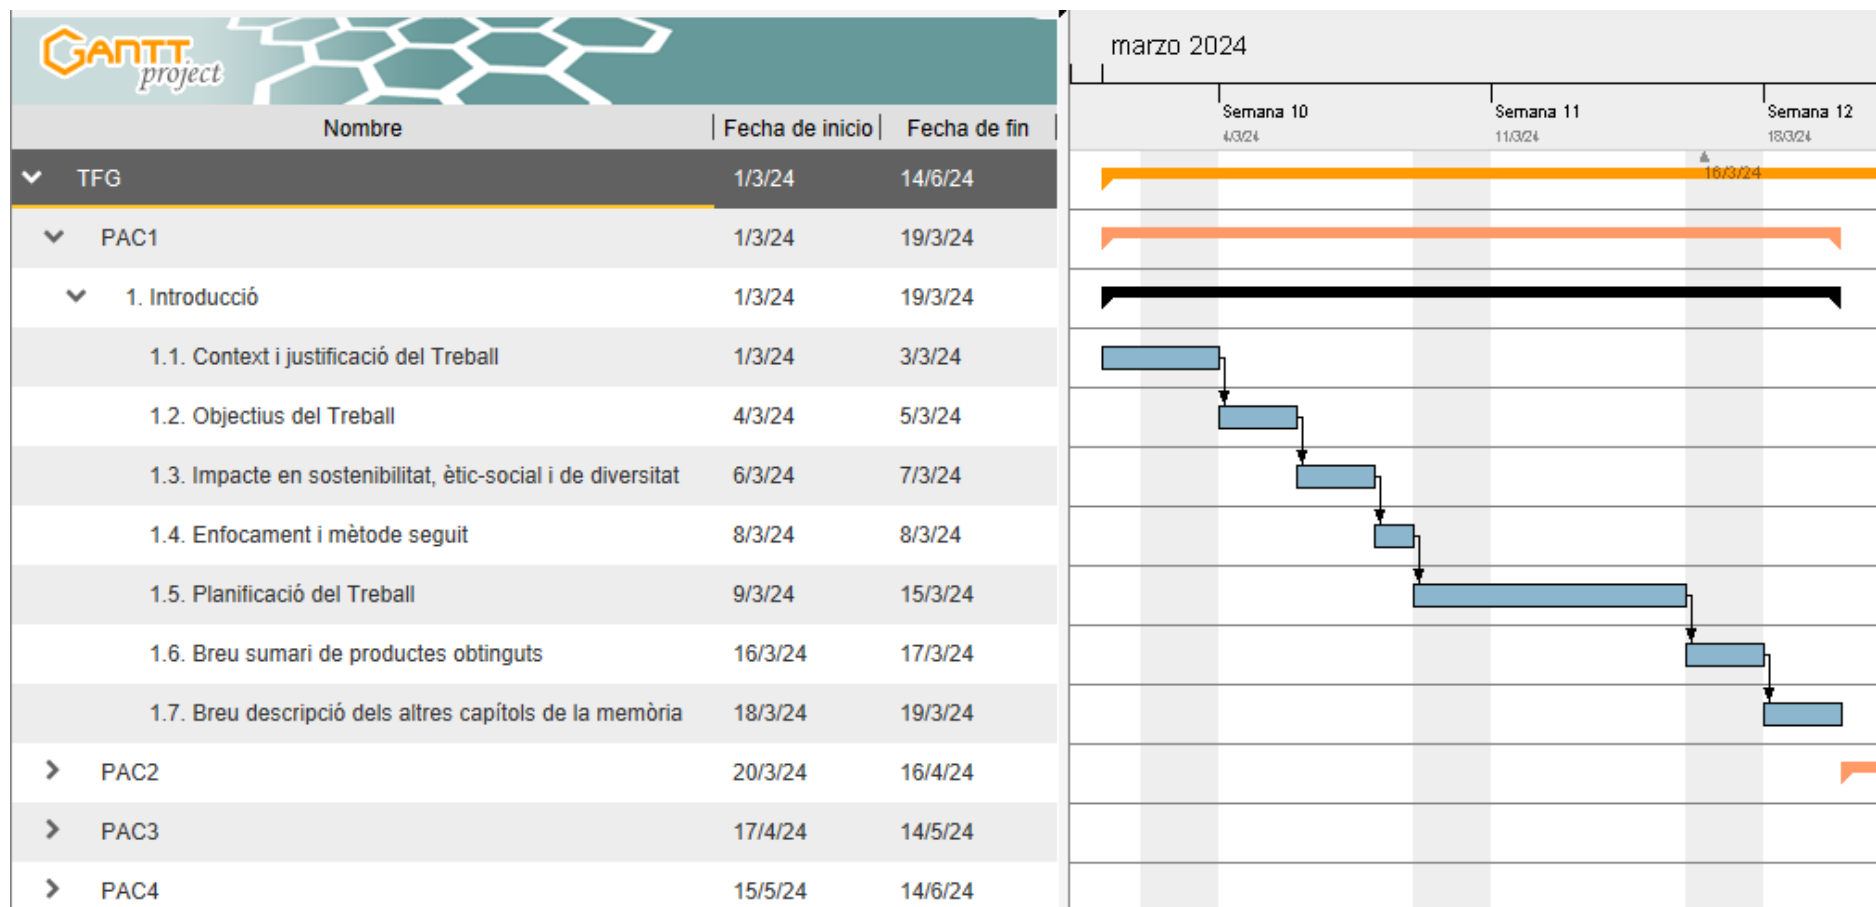 GANTT
project
marzo 2024
Semana 10
4/3/24
Semana 11
11/3/24
Semana 12
18/3/24
Nombre Fecha de inicio Fecha de fin
16/3/24
TFG 1/3/24 14/6/24
PAC1 1/3/24 19/3/24
1. Introducció 1/3/24 19/3/24
1.1. Context i justificació del Treball 1/3/24 3/3/24
1.2. Objectius del Treball 4/3/24 5/3/24
1.3. Impacte en sostenibilitat, ètic-social i de diversitat 6/3/24 7/3/24
1.4. Enfocament i mètode seguit 8/3/24 8/3/24
1.5. Planificació del Treball 9/3/24 15/3/24
1.6. Breu sumari de productes obtinguts 16/3/24 17/3/24
1.7. Breu descripció dels altres capítols de la memòria 18/3/24 19/3/24
PAC2 20/3/24 16/4/24
PAC3 17/4/24 14/5/24
PAC4 15/5/24 14/6/24